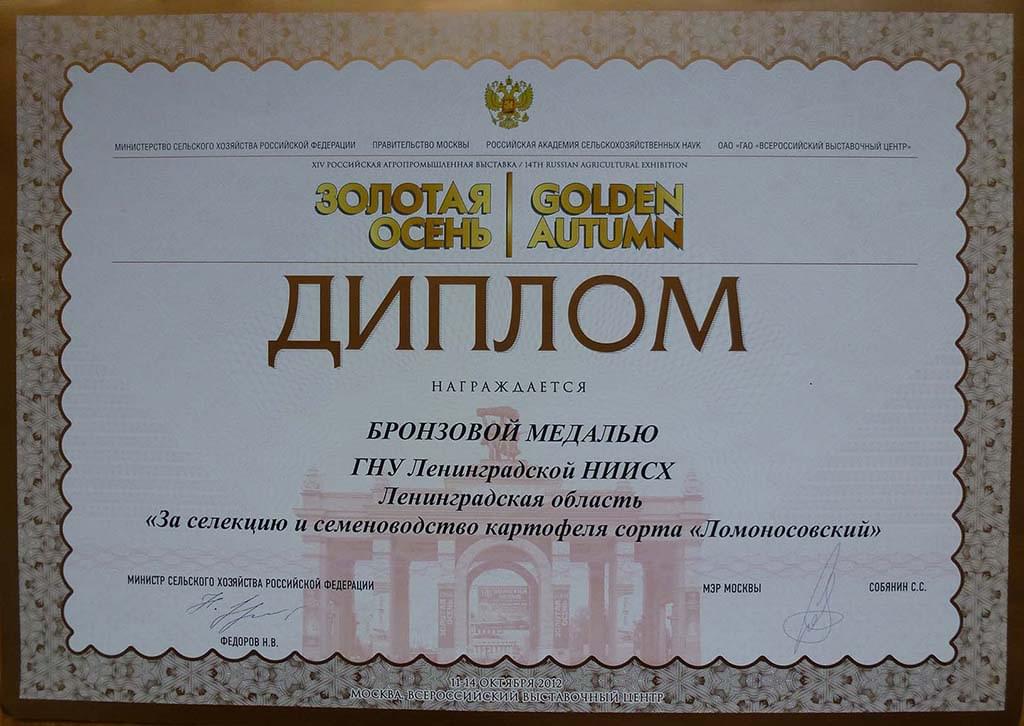 МИНИСТЕРСТВО СЕЛЬСКОГО ХОЗЯЙСТВА РОССИЙСКОЙ ФЕДЕРАЦИИ ПРАВИТЕЛЬСТВО МОСКВЫ РОССИЙСКАЯ АКАДЕМИЯ СЕЛЬСКОХОЗЯЙСТВЕННЫХ НАУК ОАО «ГАО «ВСЕРОССИЙСКИЙ ВЫСТАВОЧНЫЙ ЦЕНТР»
XIV РОССИЙСКАЯ АГРОПРОМЫШЛЕННАЯ ВЫСТАВКА / 14TH RUSSIAN AGRICULTURAL EXHIBITION
ЗОЛОТАЯ ОСЕНЬ
GOLDEN AUTUMN
ДИПЛОМ
НАГРАЖДАЕТСЯ
БРОНЗОВОЙ МЕДАЛЬЮ
ГНУ Ленинградской НИИСХ
Ленинградская область
«За селекцию и семеноводство картофеля сорта «Ломоносовский»
МИНИСТР СЕЛЬСКОГО ХОЗЯЙСТВА РОССИЙСКОЙ ФЕДЕРАЦИИ
ФЕДОРОВ Н.В.
МЭР МОСКВЫ СОБЯНИН С.С.
11-14 ОКТЯБРЯ 2012
МОСКВА, ВСЕРОССИЙСКИЙ ВЫСТАВОЧНЫЙ ЦЕНТР